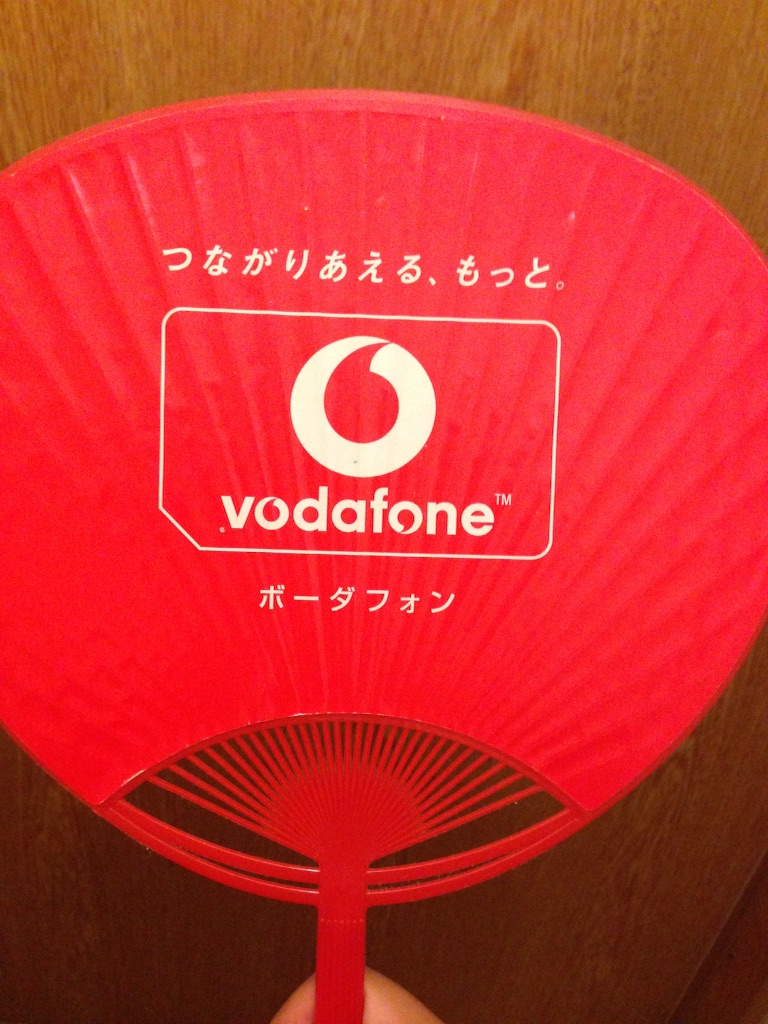 つながりあえる、もっと。
vodafone™
ボーダフォン